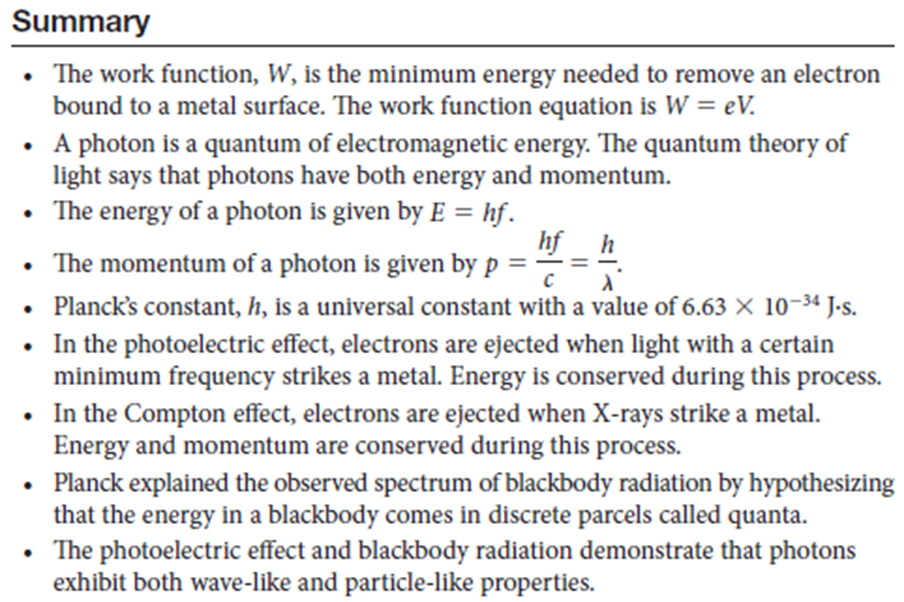 Summary
• The work function, W, is the minimum energy needed to remove an electron
bound to a metal surface. The work function equation is W = eV.
• A photon is a quantum of electromagnetic energy. The quantum theory of
light says that photons have both energy and momentum.
• The energy of a photon is given by E = hf.
• The momentum of a photon is given by p = hf/c = h/λ.
• Planck's constant, h, is a universal constant with a value of 6.63 × 10⁻³⁴ J·s.
• In the photoelectric effect, electrons are ejected when light with a certain
minimum frequency strikes a metal. Energy is conserved during this process.
• In the Compton effect, electrons are ejected when X-rays strike a metal.
Energy and momentum are conserved during this process.
• Planck explained the observed spectrum of blackbody radiation by hypothesizing
that the energy in a blackbody comes in discrete parcels called quanta.
• The photoelectric effect and blackbody radiation demonstrate that photons
exhibit both wave-like and particle-like properties.